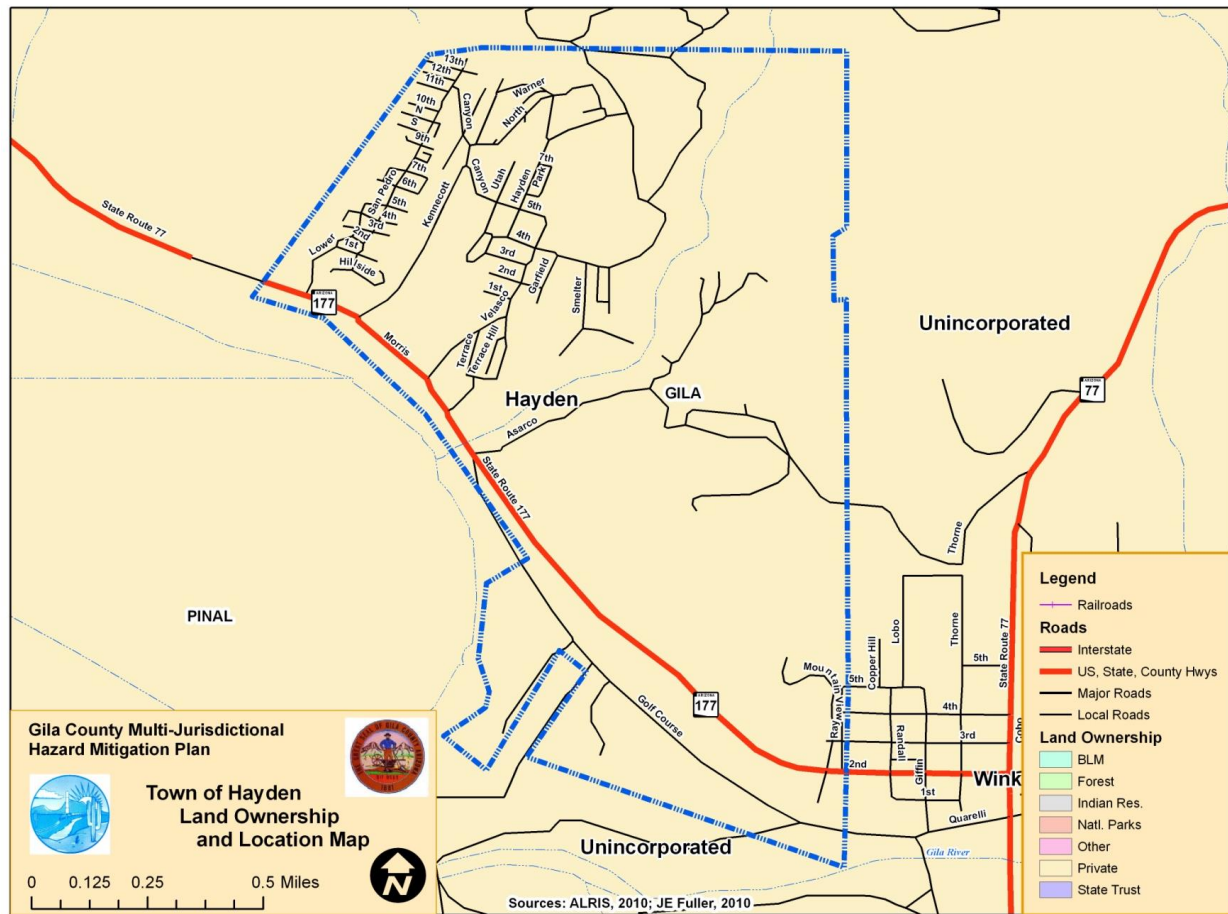 13th
12th
11th
10th
N
S
9th
7th
6th
5th
4th
3rd
2nd
1st
San Pedro
Lower
Hillside
Canyon
Warner
North
Canyon
Utah
Hayden
Park
7th
5th
Kennecott
4th
3rd
2nd
1st
Garfield
Velasco
Smelter
Terrace
Terrace Hill
State Route 77
ARIZONA
177
Morris
Hayden
GILA
Asarco
State Route 177
Unincorporated
ARIZONA
77
Thorne
PINAL
Mountain View
Ray
5th
Copper Hill
Lobo
Thorne
5th
State Route 77
4th
3rd
Cobo
Randall
Giffin
2nd
1st
Wink
Quarelli
Golf Course
ARIZONA
177
Unincorporated
Gila River
Gila County Multi-Jurisdictional
Hazard Mitigation Plan
Town of Hayden
Land Ownership
and Location Map
N
0 0.125 0.25 0.5 Miles
Sources: ALRIS, 2010; JE Fuller, 2010
Legend
Railroads
Roads
Interstate
US, State, County Hwys
Major Roads
Local Roads
Land Ownership
BLM
Forest
Indian Res.
Natl. Parks
Other
Private
State Trust